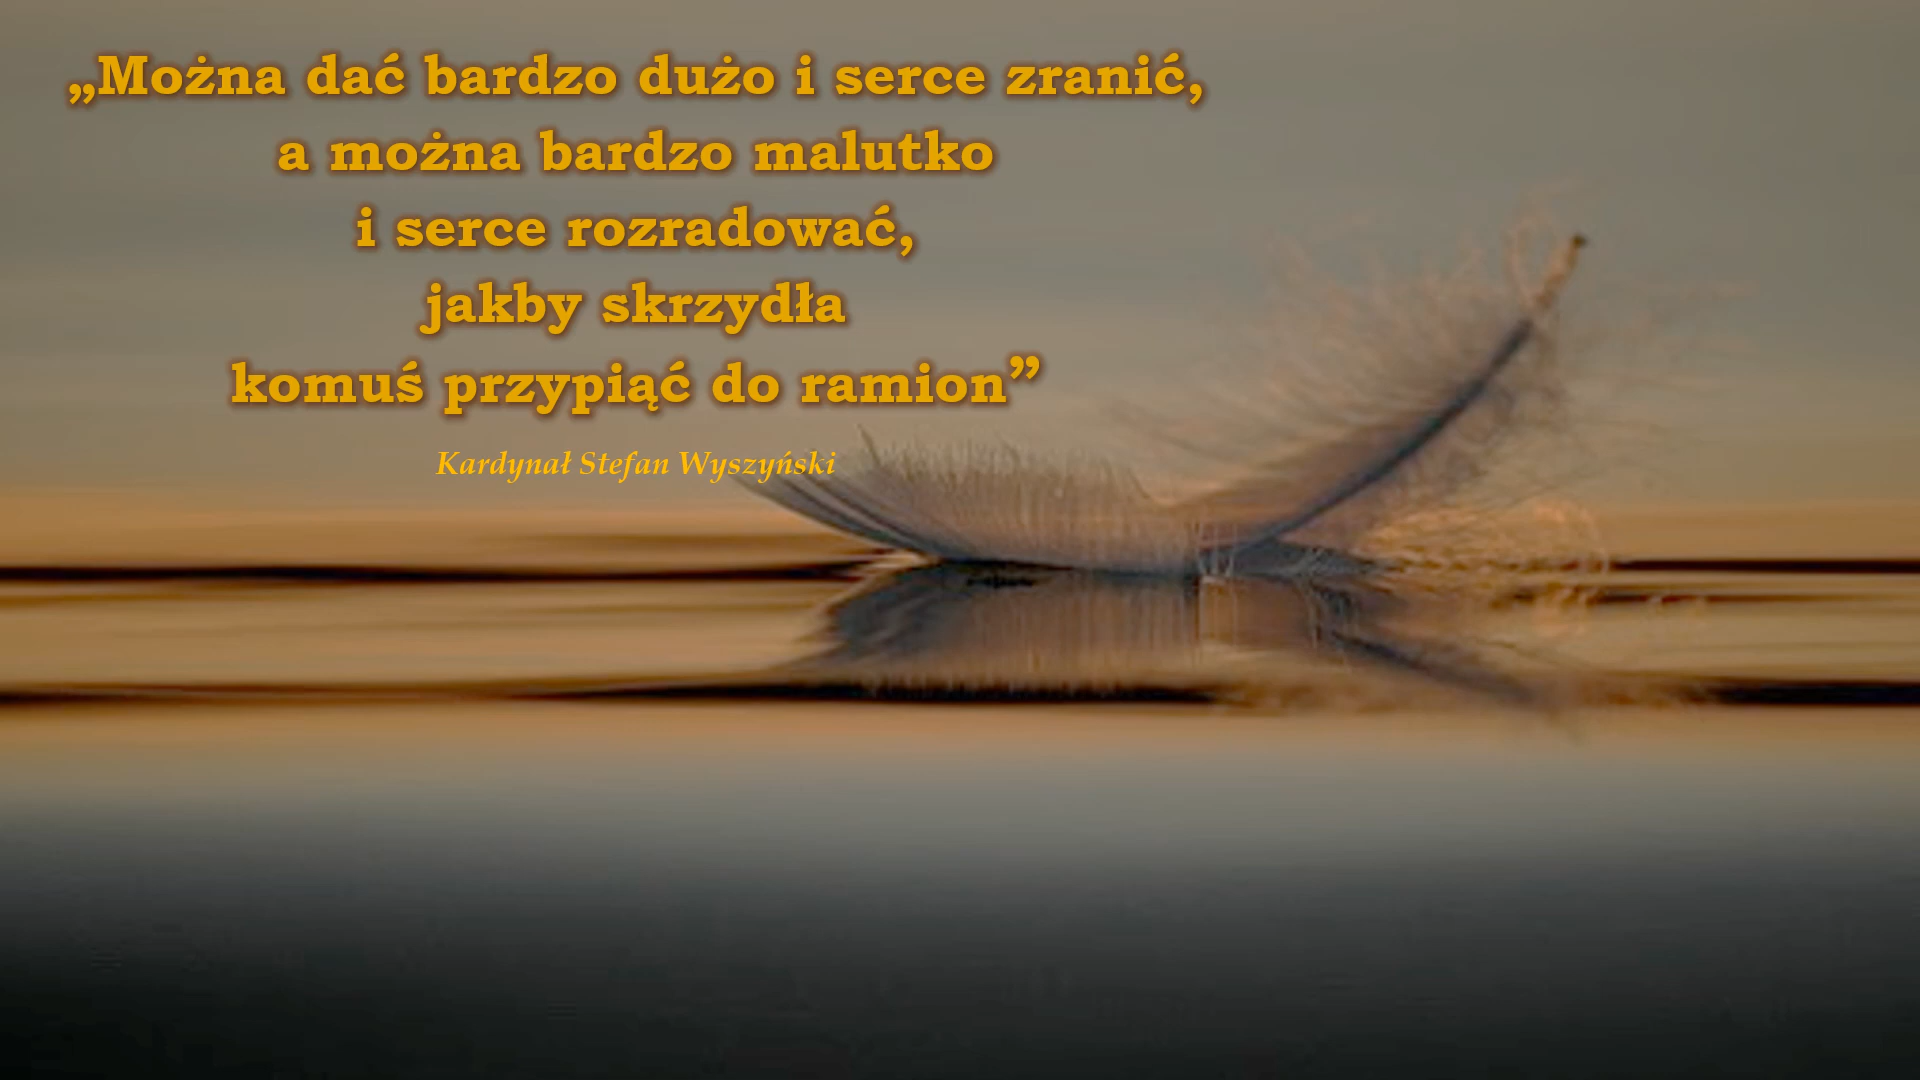 „Można dać bardzo dużo i serce zranić,
a można bardzo malutko
i serce rozradować,
jakby skrzydła
komuś przypiąć do ramion”
Kardynał Stefan Wyszyński